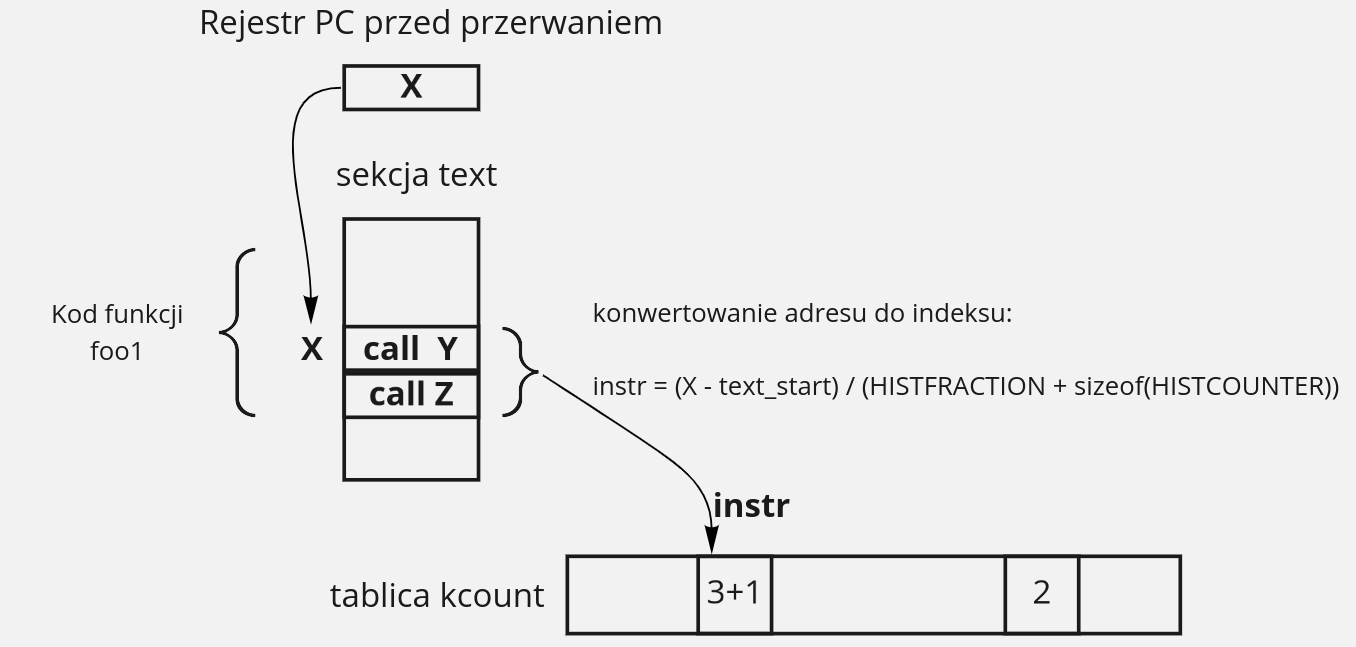 Rejestr PC przed przerwaniem
X
sekcja text
Kod funkcji
foo1
X
call Y
call Z
konwertowanie adresu do indeksu:
instr = (X - text_start) / (HISTFRACTION + sizeof(HISTCOUNTER))
instr
tablica kcount
3+1
2